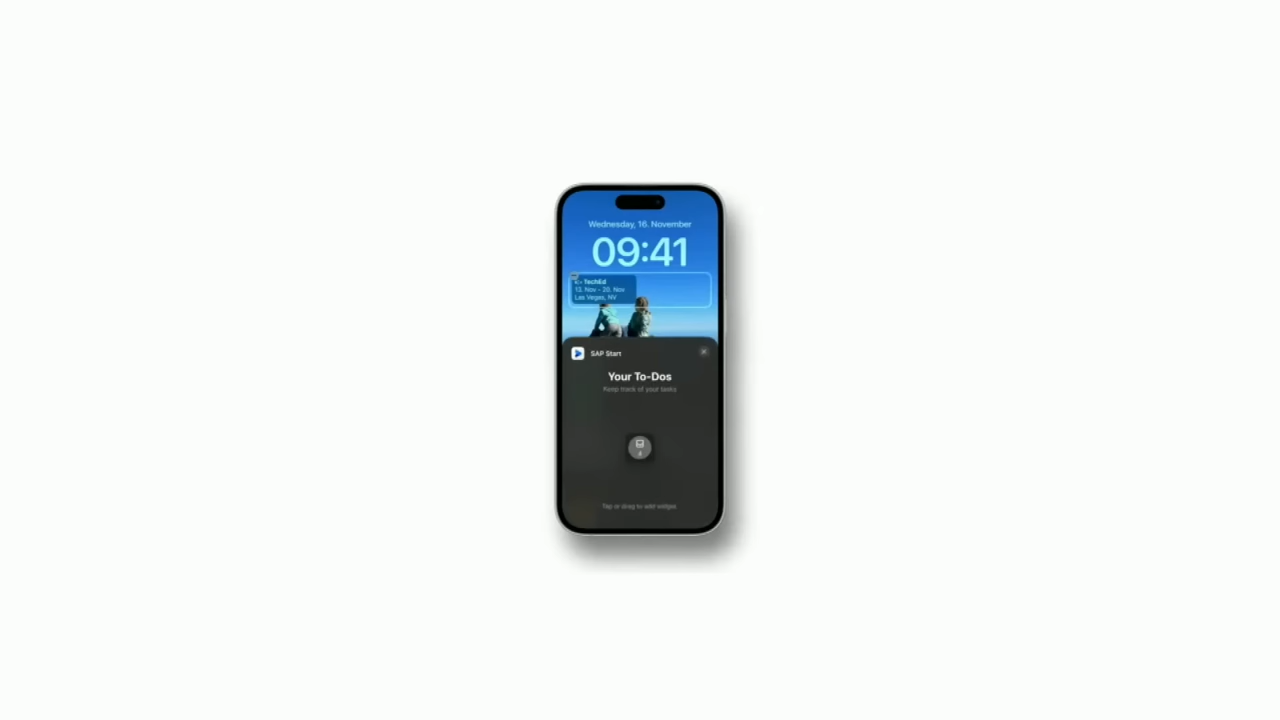 Wednesday, 16. November
09:41
TechEd
13. Nov - 20. Nov
Las Vegas, NV
SAP Start
Your To-Dos
Keep track of your tasks
Tap or drag to add widget.